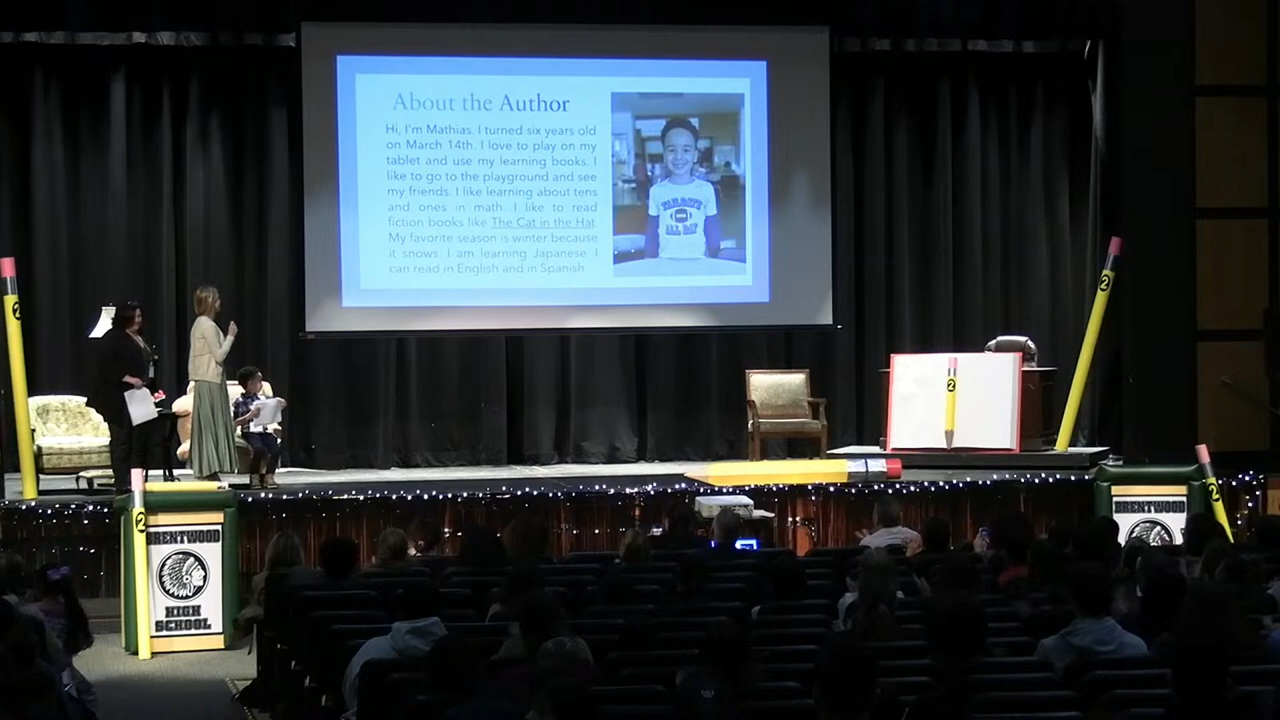 About the Author
Hi, I'm Mathias. I turned six years old
on March 14th. I love to play on my
tablet and use my learning books. I
like to go to the playground and see
my friends. I like learning about tens
and ones in math. I like to read
fiction books like The Cat in the Hat.
My favorite season is winter because
it snows. I am learning Japanese I
can read in English and in Spanish
ALL DAY
2
2
2
2
2
BRENTWOOD
HIGH
SCHOOL
BRENTWOOD